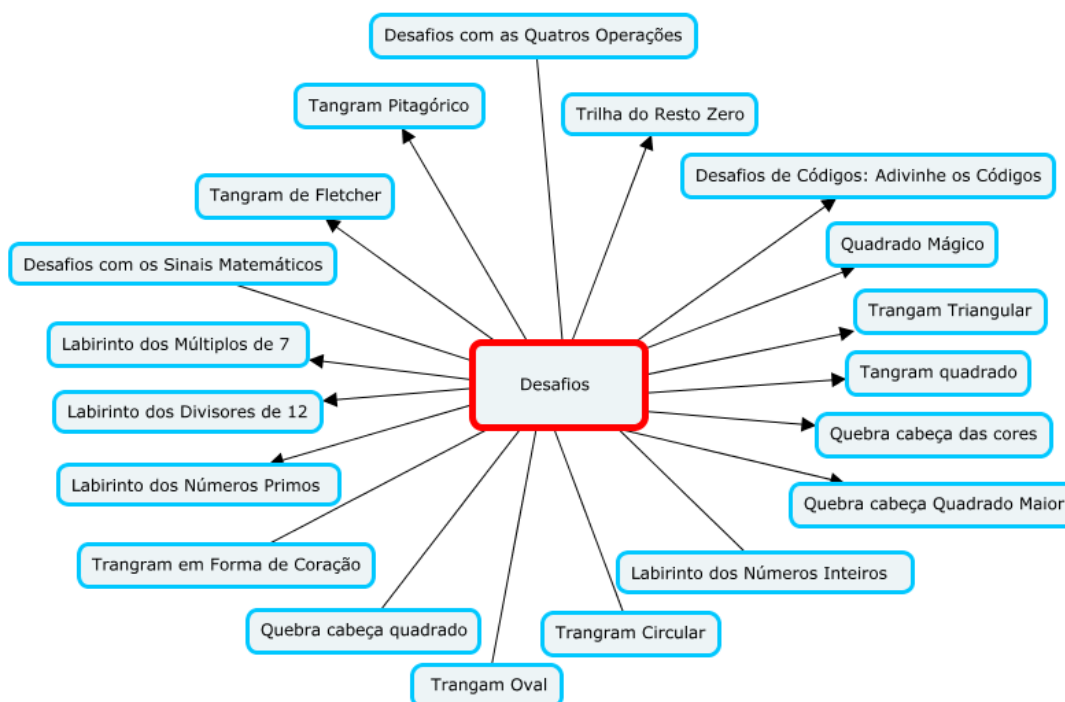 Desafios com as Quatros Operações
Tangram Pitagórico
Trilha do Resto Zero
Desafios de Códigos: Adivinhe os Códigos
Tangram de Fletcher
Quadrado Mágico
Desafios com os Sinais Matemáticos
Trangam Triangular
Labirinto dos Múltiplos de 7
Tangram quadrado
Desafios
Labirinto dos Divisores de 12
Quebra cabeça das cores
Labirinto dos Números Primos
Quebra cabeça Quadrado Maior
Trangram em Forma de Coração
Labirinto dos Números Inteiros
Quebra cabeça quadrado
Trangram Circular
Trangam Oval